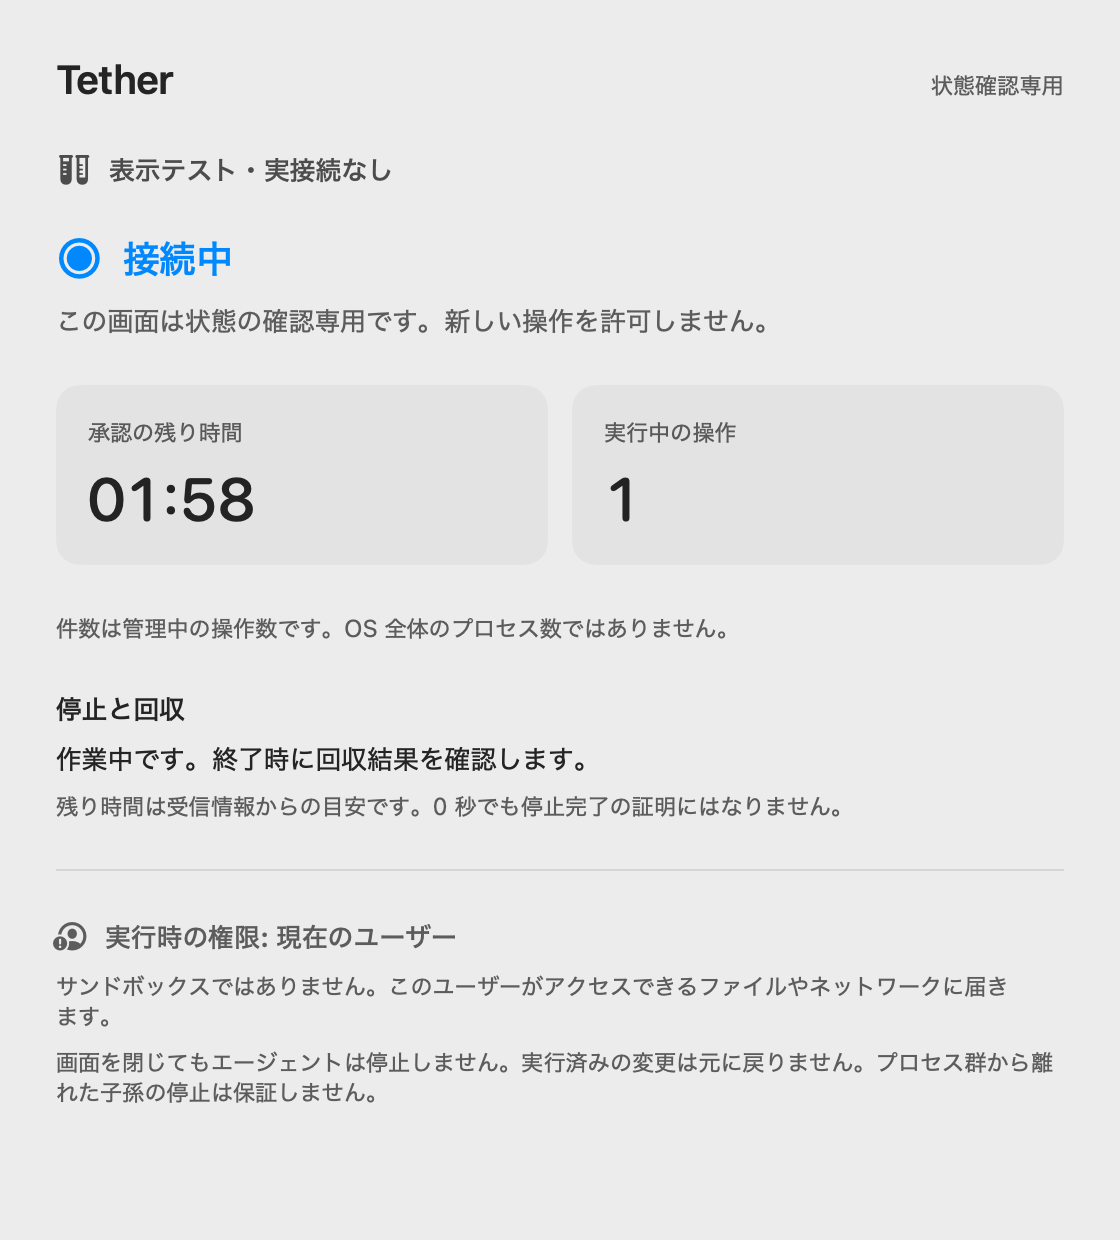 Tether
状態確認専用
表示テスト・実接続なし
接続中
この画面は状態の確認専用です。新しい操作を許可しません。
承認の残り時間
01:58
実行中の操作
1
件数は管理中の操作数です。OS 全体のプロセス数ではありません。
停止と回収
作業中です。終了時に回収結果を確認します。
残り時間は受信情報からの目安です。0 秒でも停止完了の証明にはなりません。
実行時の権限: 現在のユーザー
サンドボックスではありません。このユーザーがアクセスできるファイルやネットワークに届き
ます。
画面を閉じてもエージェントは停止しません。実行済みの変更は元に戻りません。プロセス群から離
れた子孫の停止は保証しません。